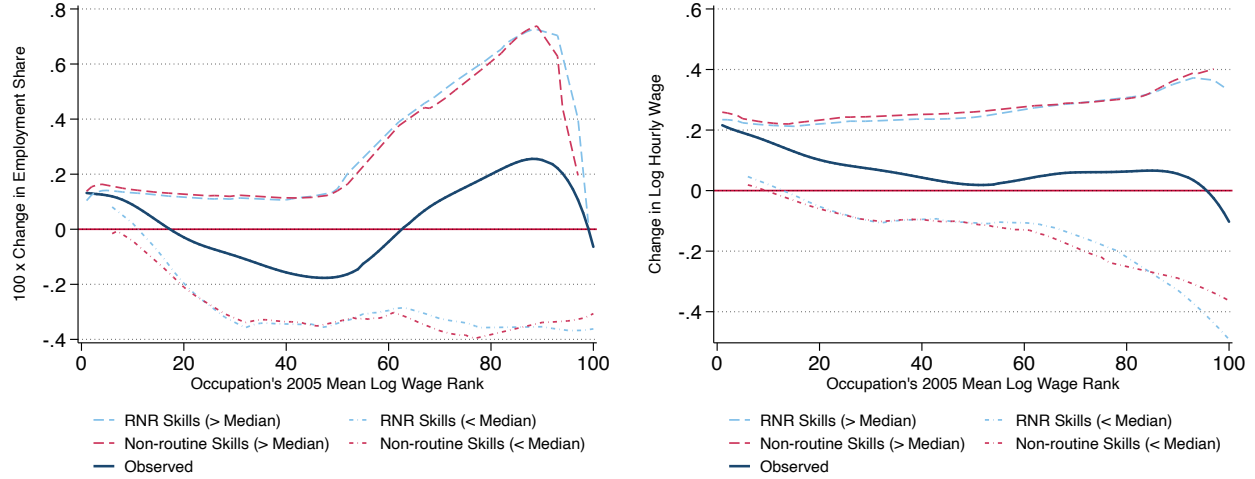 100 x Change in Employment Share
.8
.6
.4
.2
0
-.2
-.4
0 20 40 60 80 100
Occupation's 2005 Mean Log Wage Rank
RNR Skills (> Median) RNR Skills (< Median)
Non-routine Skills (> Median) Non-routine Skills (< Median)
Observed
Change in Log Hourly Wage
.6
.4
.2
0
-.2
-.4
0 20 40 60 80 100
Occupation's 2005 Mean Log Wage Rank
RNR Skills (> Median) RNR Skills (< Median)
Non-routine Skills (> Median) Non-routine Skills (< Median)
Observed